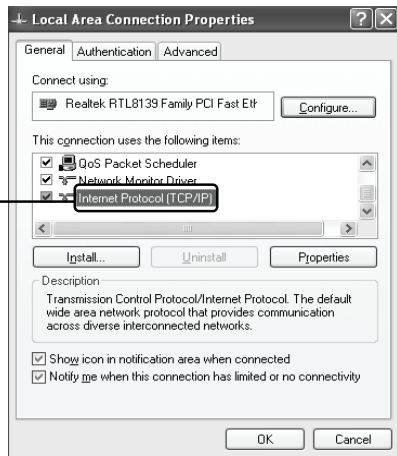 Local Area Connection Properties
General Authentication Advanced
Connect using:
Realtek RTL8139 Family PCI Fast Eth
Configure...
This connection uses the following items:
QoS Packet Scheduler
Network Monitor Driver
Internet Protocol (TCP/IP)
Install... Uninstall Properties
Description
Transmission Control Protocol/Internet Protocol. The default
wide area network protocol that provides communication
across diverse interconnected networks.
Show icon in notification area when connected
Notify me when this connection has limited or no connectivity
OK Cancel